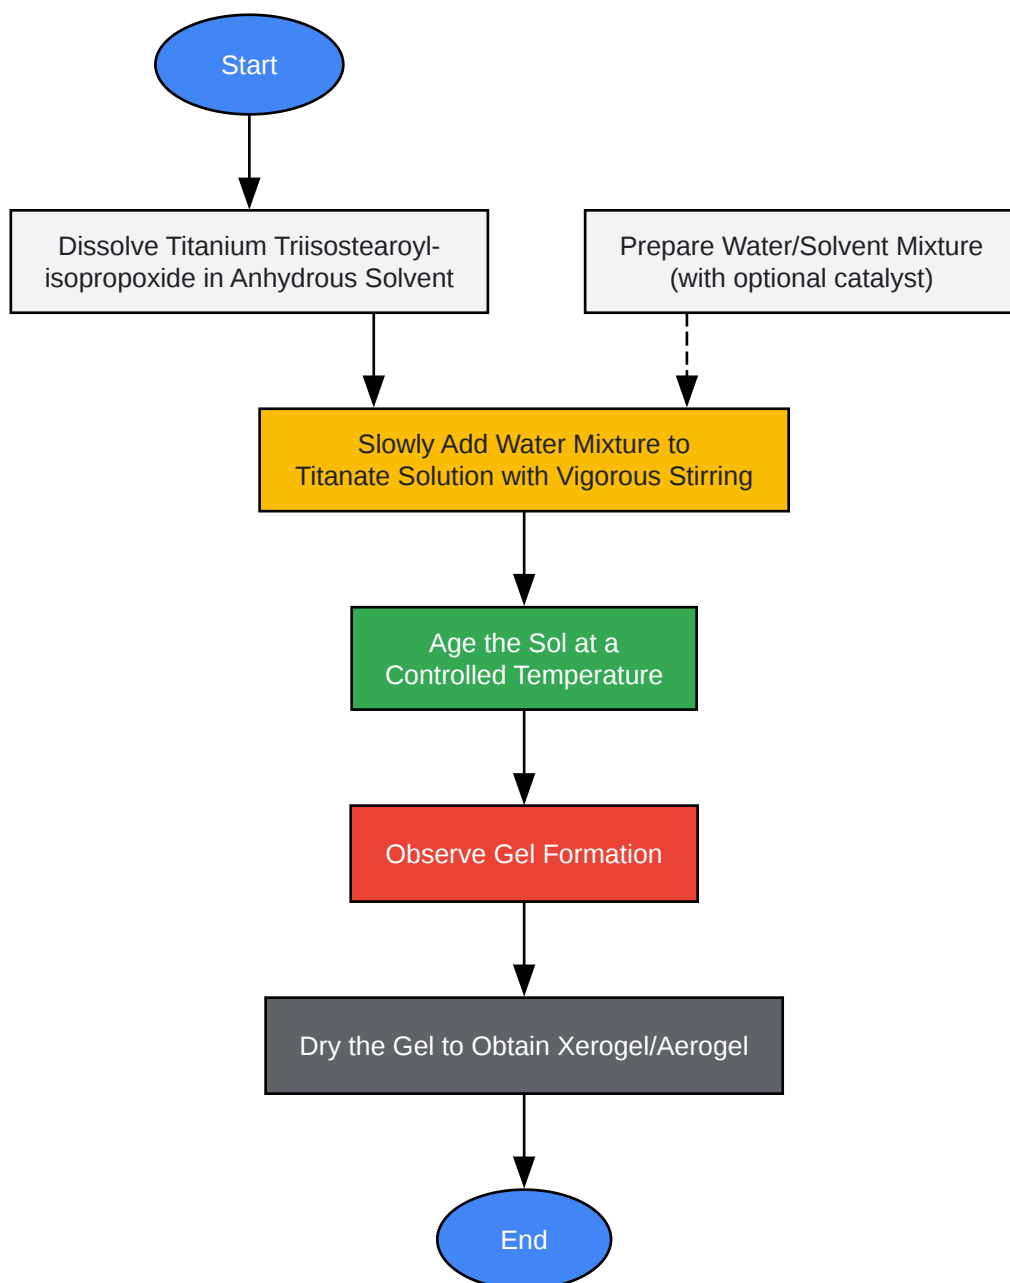 Start
Dissolve Titanium Triisostearoyl-
isopropoxide in Anhydrous Solvent
Prepare Water/Solvent Mixture
(with optional catalyst)
Slowly Add Water Mixture to
Titanate Solution with Vigorous Stirring
Age the Sol at a
Controlled Temperature
Observe Gel Formation
Dry the Gel to Obtain Xerogel/Aerogel
End